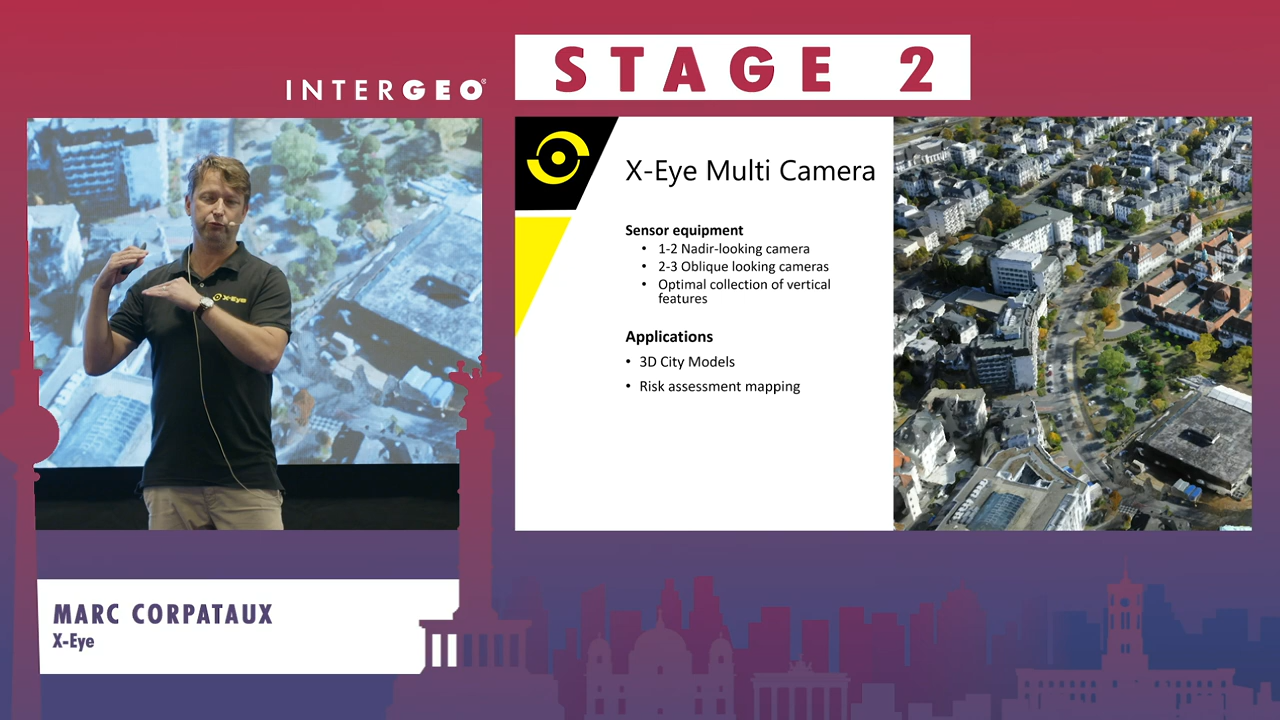 INTERGEO®
STAGE 2
X-Eye Multi Camera
Sensor equipment
• 1-2 Nadir-looking camera
• 2-3 Oblique looking cameras
• Optimal collection of vertical
features
Applications
• 3D City Models
• Risk assessment mapping
X-Eye
MARC CORPATAUX
X-Eye